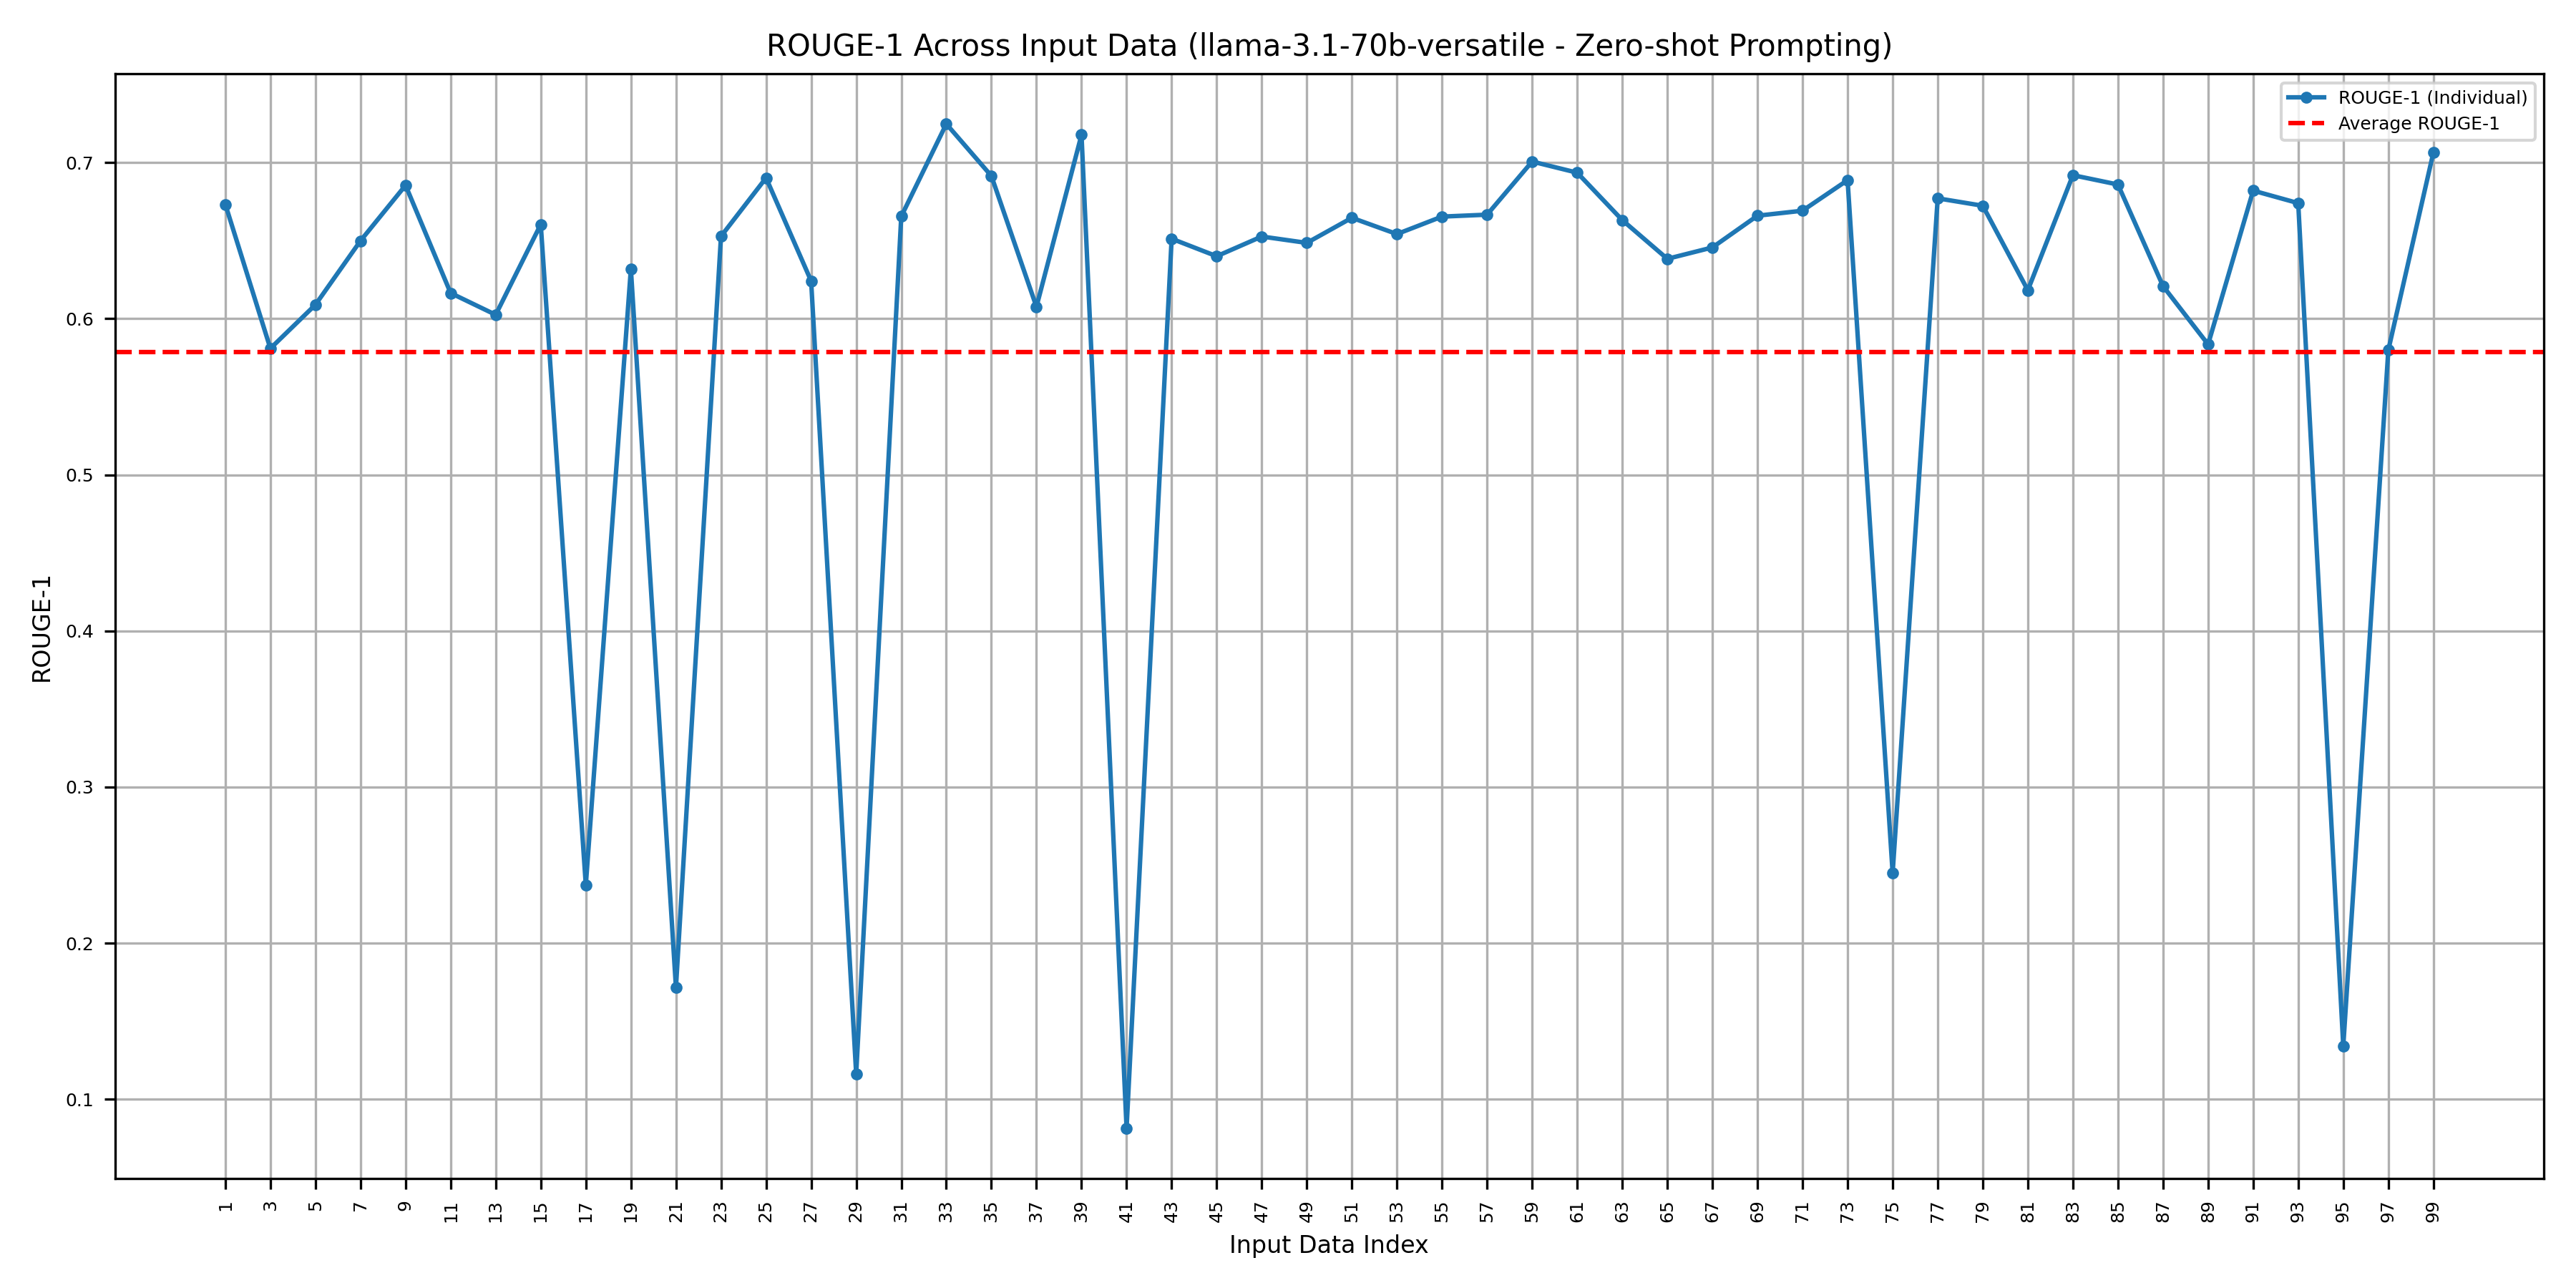 ROUGE-1 Across Input Data (llama-3.1-70b-versatile - Zero-shot Prompting)
ROUGE-1 (Individual)
Average ROUGE-1
0.7
0.6
0.5
0.4
0.3
0.2
0.1
ROUGE-1
1 3 5 7 9 11 13 15 17 19 21 23 25 27 29 31 33 35 37 39 41 43 45 47 49 51 53 55 57 59 61 63 65 67 69 71 73 75 77 79 81 83 85 87 89 91 93 95 97 99
Input Data Index